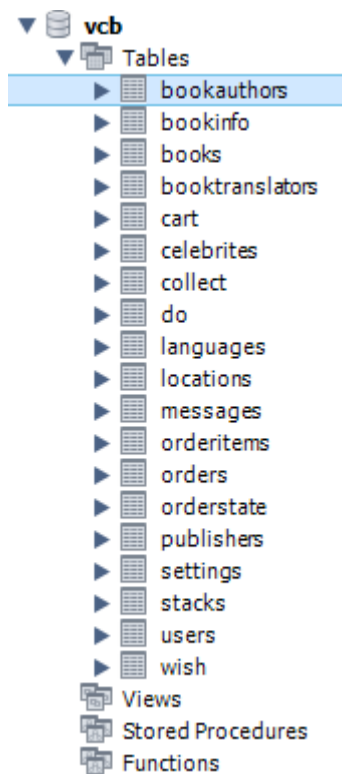 vcb
Tables
bookauthors
bookinfo
books
booktranslators
cart
celebrites
collect
do
languages
locations
messages
orderitems
orders
orderstate
publishers
settings
stacks
users
wish
Views
Stored Procedures
Functions